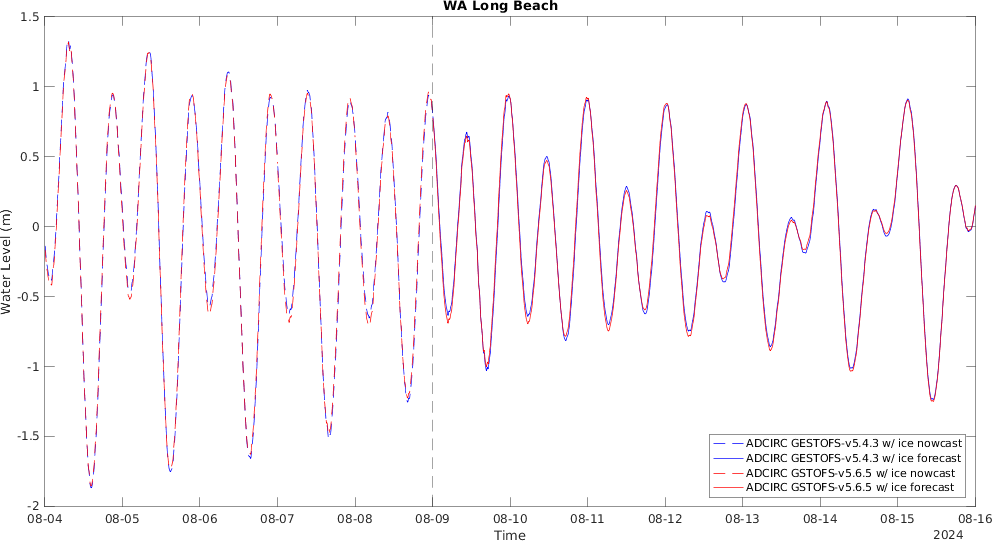 WA Long Beach
1.5
1
0.5
0
-0.5
-1
-1.5
-2
Water Level (m)
08-04 08-05 08-06 08-07 08-08 08-09 08-10 08-11 08-12 08-13 08-14 08-15 08-16
Time
2024
ADCIRC GESTOFS-v5.4.3 w/ ice nowcast
ADCIRC GESTOFS-v5.4.3 w/ ice forecast
ADCIRC GSTOFS-v5.6.5 w/ ice nowcast
ADCIRC GSTOFS-v5.6.5 w/ ice forecast